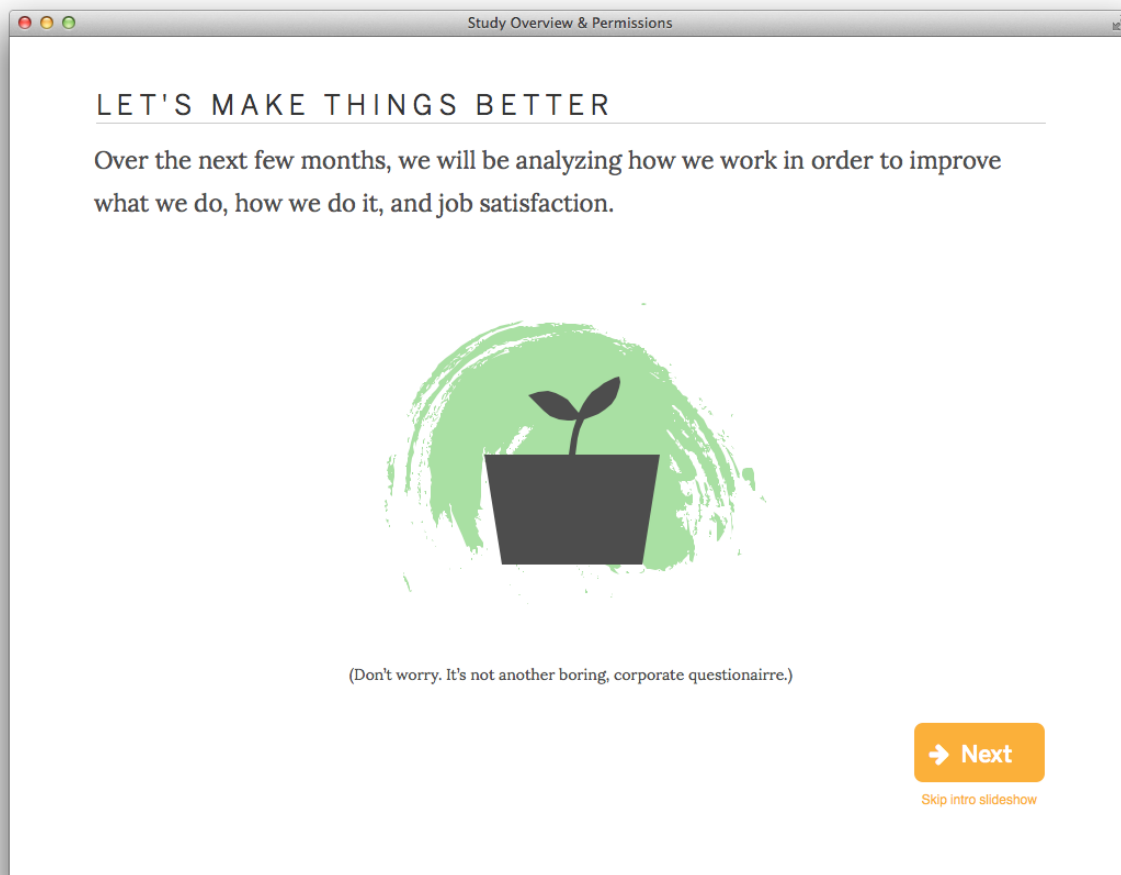 Study Overview & Permissions
LET'S MAKE THINGS BETTER
Over the next few months, we will be analyzing how we work in order to improve
what we do, how we do it, and job satisfaction.
(Don't worry. It's not another boring, corporate questionairre.)
Next
Skip intro slideshow